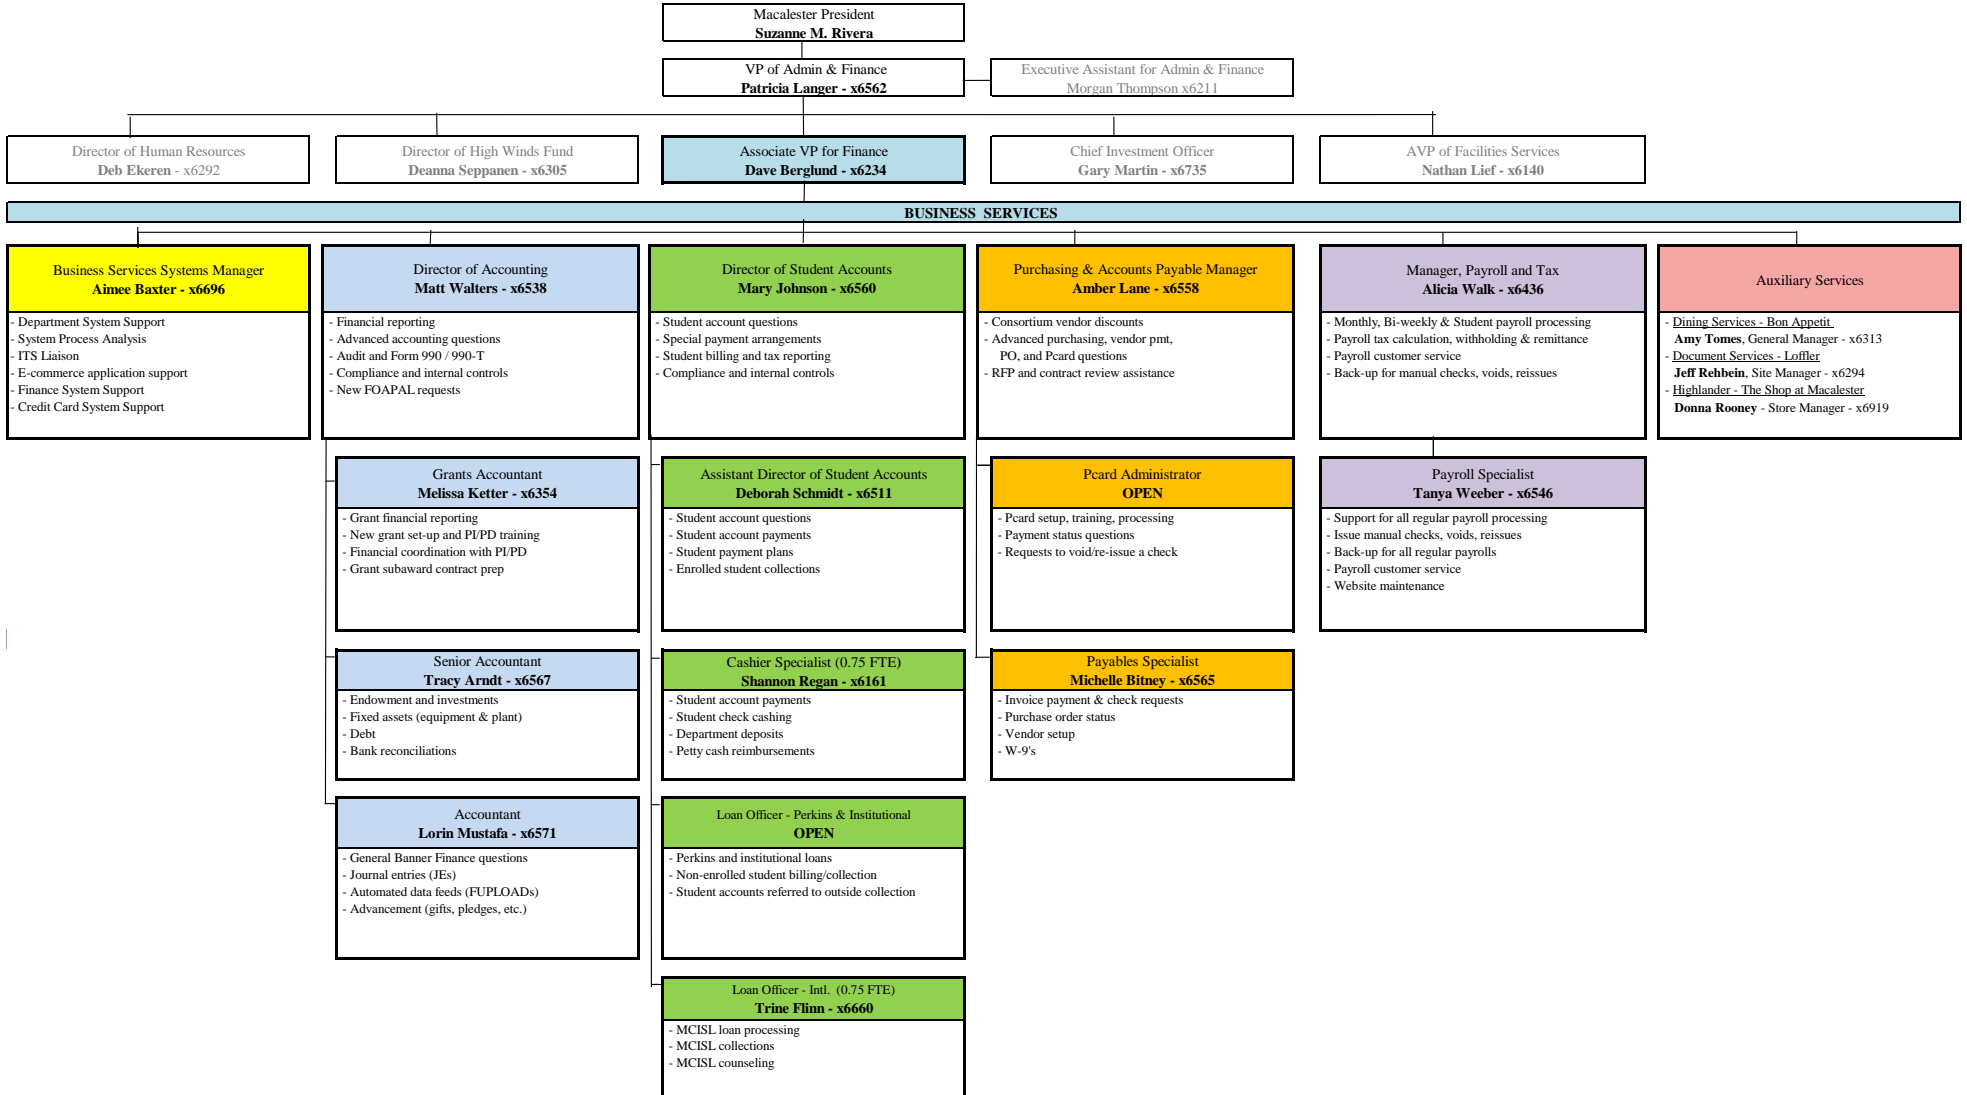 Macalester President
Suzanne M. Rivera
VP of Admin & Finance
Patricia Langer - x6562
Executive Assistant for Admin & Finance
Morgan Thompson x6211
Director of Human Resources
Deb Ekeren - x6292
Director of High Winds Fund
Deanna Seppanen - x6305
Associate VP for Finance
Dave Berglund - x6234
Chief Investment Officer
Gary Martin - x6735
AVP of Facilities Services
Nathan Lief - x6140
BUSINESS SERVICES
Business Services Systems Manager
Aimee Baxter - x6696
- Department System Support
- System Process Analysis
- ITS Liaison
- E-commerce application support
- Finance System Support
- Credit Card System Support
Director of Accounting
Matt Walters - x6538
- Financial reporting
- Advanced accounting questions
- Audit and Form 990 / 990-T
- Compliance and internal controls
- New FOAPAL requests
Director of Student Accounts
Mary Johnson - x6560
- Student account questions
- Special payment arrangements
- Student billing and tax reporting
- Compliance and internal controls
Purchasing & Accounts Payable Manager
Amber Lane - x6558
- Consortium vendor discounts
- Advanced purchasing, vendor pmt,
PO, and Pcard questions
- RFP and contract review assistance
Manager, Payroll and Tax
Alicia Walk - x6436
- Monthly, Bi-weekly & Student payroll processing
- Payroll tax calculation, withholding & remittance
- Payroll customer service
- Back-up for manual checks, voids, reissues
Auxiliary Services
- Dining Services - Bon Appetit
Amy Tomes, General Manager - x6313
- Document Services - Loffler
Jeff Rehbein, Site Manager - x6294
- Highlander - The Shop at Macalester
Donna Rooney - Store Manager - x6919
Grants Accountant
Melissa Ketter - x6354
- Grant financial reporting
- New grant set-up and PI/PD training
- Financial coordination with PI/PD
- Grant subaward contract prep
Assistant Director of Student Accounts
Deborah Schmidt - x6511
- Student account questions
- Student account payments
- Student payment plans
- Enrolled student collections
Pcard Administrator
OPEN
- Pcard setup, training, processing
- Payment status questions
- Requests to void/re-issue a check
Payroll Specialist
Tanya Weeber - x6546
- Support for all regular payroll processing
- Issue manual checks, voids, reissues
- Back-up for all regular payrolls
- Payroll customer service
- Website maintenance
Senior Accountant
Tracy Arndt - x6567
- Endowment and investments
- Fixed assets (equipment & plant)
- Debt
- Bank reconciliations
Cashier Specialist (0.75 FTE)
Shannon Regan - x6161
- Student account payments
- Student check cashing
- Department deposits
- Petty cash reimbursements
Payables Specialist
Michelle Bitney - x6565
- Invoice payment & check requests
- Purchase order status
- Vendor setup
- W-9's
Accountant
Lorin Mustafa - x6571
- General Banner Finance questions
- Journal entries (JEs)
- Automated data feeds (FUPLOADs)
- Advancement (gifts, pledges, etc.)
Loan Officer - Perkins & Institutional
OPEN
- Perkins and institutional loans
- Non-enrolled student billing/collection
- Student accounts referred to outside collection
Loan Officer - Intl. (0.75 FTE)
Trine Flinn - x6660
- MCISL loan processing
- MCISL collections
- MCISL counseling